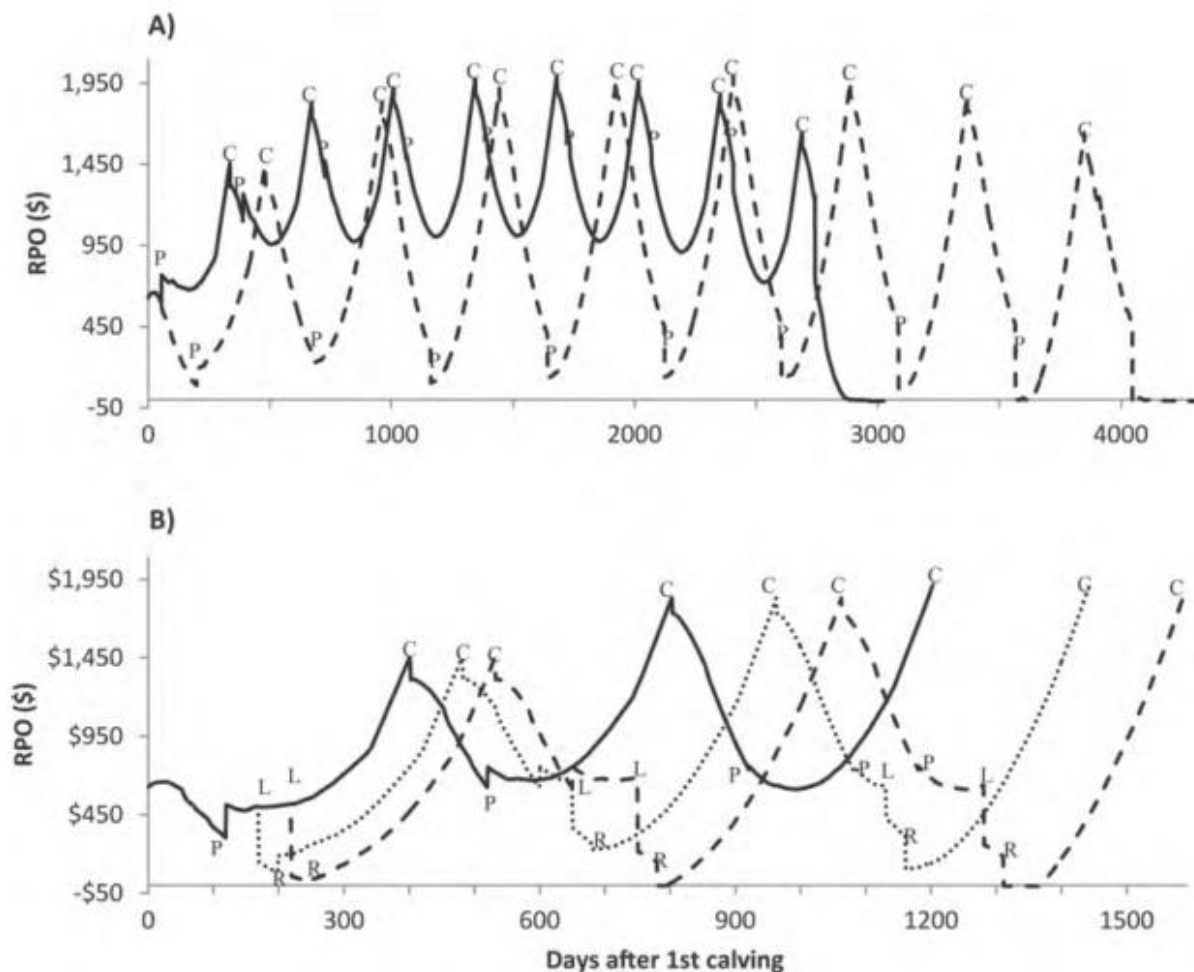 A)
C C C C C C C C C C C C C C C C
1,950
1,450
950
450
-50
RPO ($)
P P P P P P P P P P P P P P P P
0 1000 2000 3000 4000
B)
$1,950
$1,450
$950
$450
-$50
RPO ($)
C C C C C C C C C
L L L L L L
P P P P P P
R R R R R R
0 300 600 900 1200 1500
Days after 1st calving